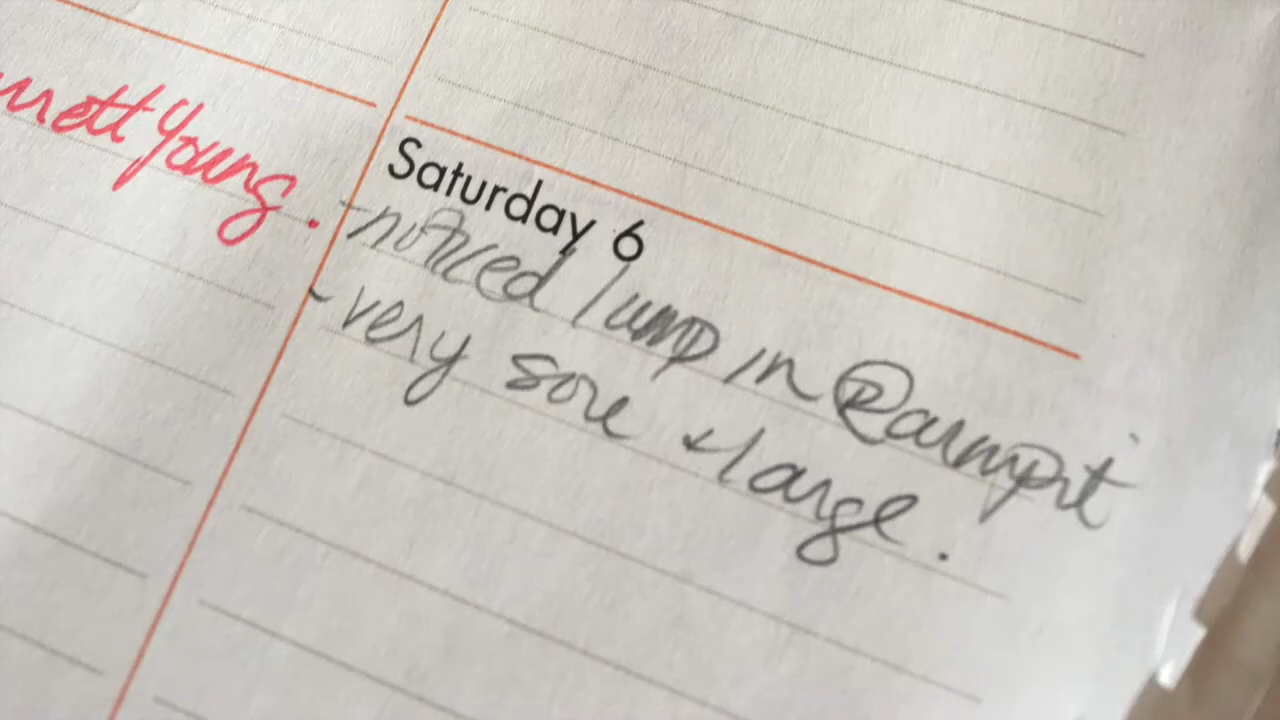 Young.
Saturday 6
-noticed lump in Ⓡ armpit
-very sore + large.